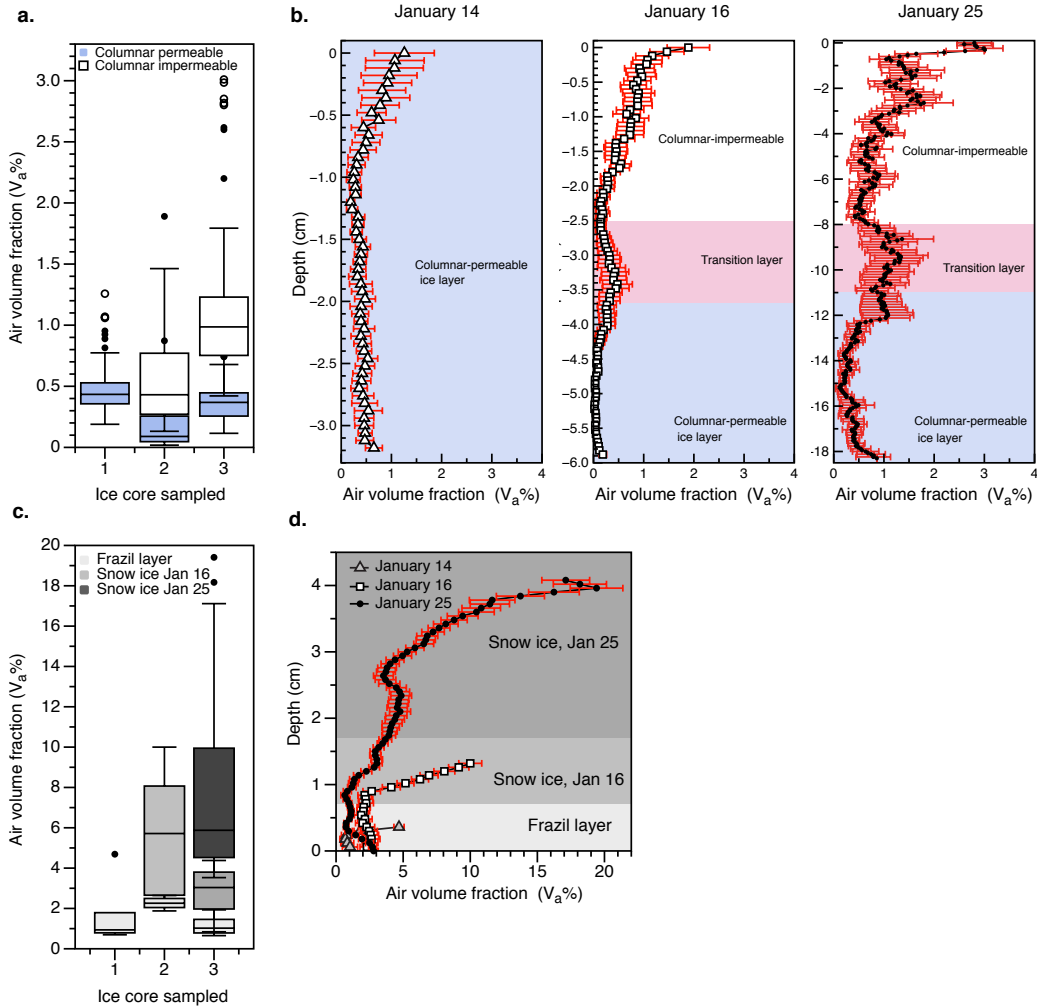 a.
Columnar permeable
Columnar impermeable
Air volume fraction (Va%)
3.0
2.5
2.0
1.5
1.0
0.5
0
1
2
3
Ice core sampled
b.
January 14
January 16
January 25
Depth (cm)
0
−0.5
−1.0
−1.5
−2.0
−2.5
−3.0
Columnar-permeable
ice layer
0
1
2
3
4
Air volume fraction (Va%)
0
−0.5
−1.0
−1.5
−2.0
−2.5
−3.0
−3.5
−4.0
−4.5
−5.0
−5.5
−6.0
Columnar-impermeable
Transition layer
Columnar-permeable
ice layer
0
1
2
3
4
Air volume fraction (Va%)
0
-2
-4
-6
-8
-10
-12
-14
-16
-18
Columnar-impermeable
Transition layer
Columnar-permeable
ice layer
0
1
2
3
4
Air volume fraction (Va%)
c.
Frazil layer
Snow ice Jan 16
Snow ice Jan 25
Air volume fraction (Va%)
20
18
16
14
12
10
8
6
4
2
0
1
2
3
Ice core sampled
d.
January 14
January 16
January 25
Snow ice, Jan 25
Snow ice, Jan 16
Frazil layer
Depth (cm)
4
3
2
1
0
0
5
10
15
20
Air volume fraction (Va%)